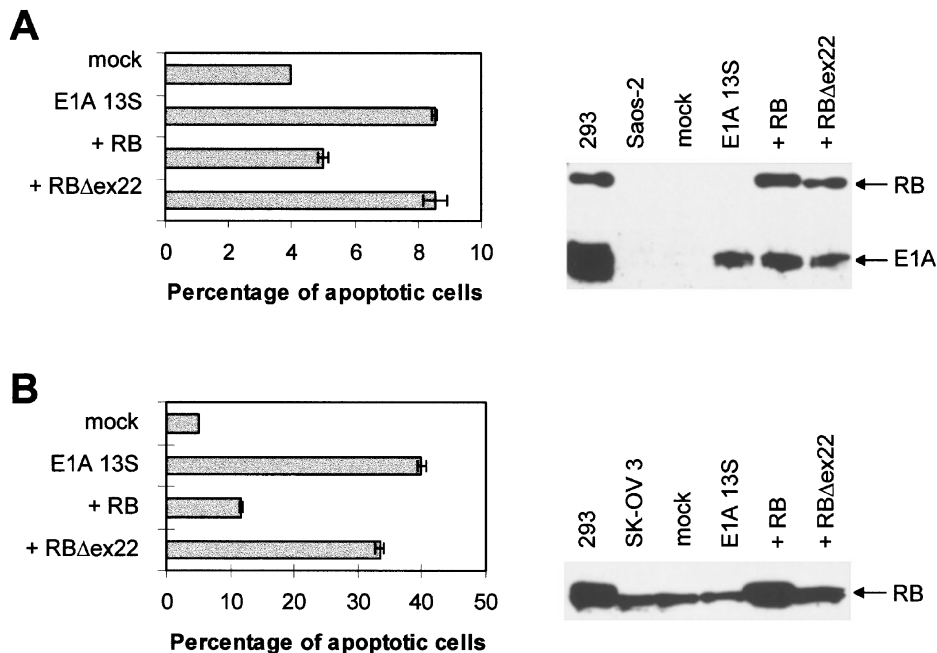 A
mock
E1A 13S
+ RB
+ RBΔex22
0 2 4 6 8 10
Percentage of apoptotic cells
293
Saos-2
mock
E1A 13S
+ RB
+ RBΔex22
RB
E1A
B
mock
E1A 13S
+ RB
+ RBΔex22
0 10 20 30 40 50
Percentage of apoptotic cells
293
SK-OV 3
mock
E1A 13S
+ RB
+ RBΔex22
RB